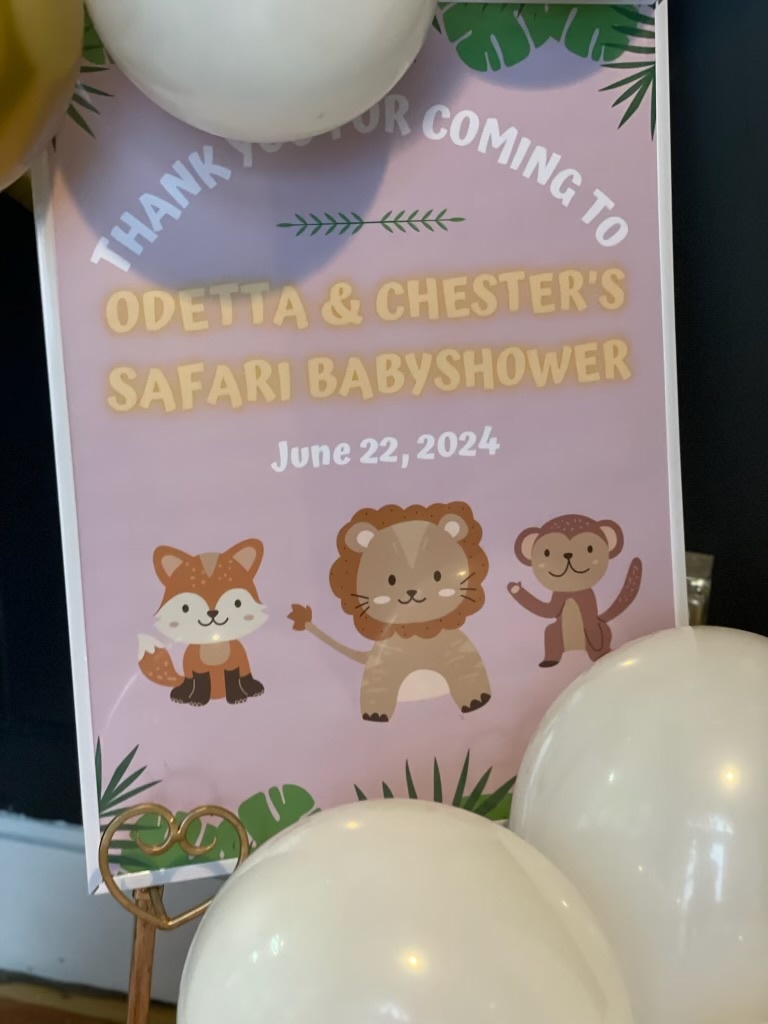 THANK YOU FOR COMING TO
ODETTA & CHESTER'S
SAFARI BABYSHOWER
June 22, 2024